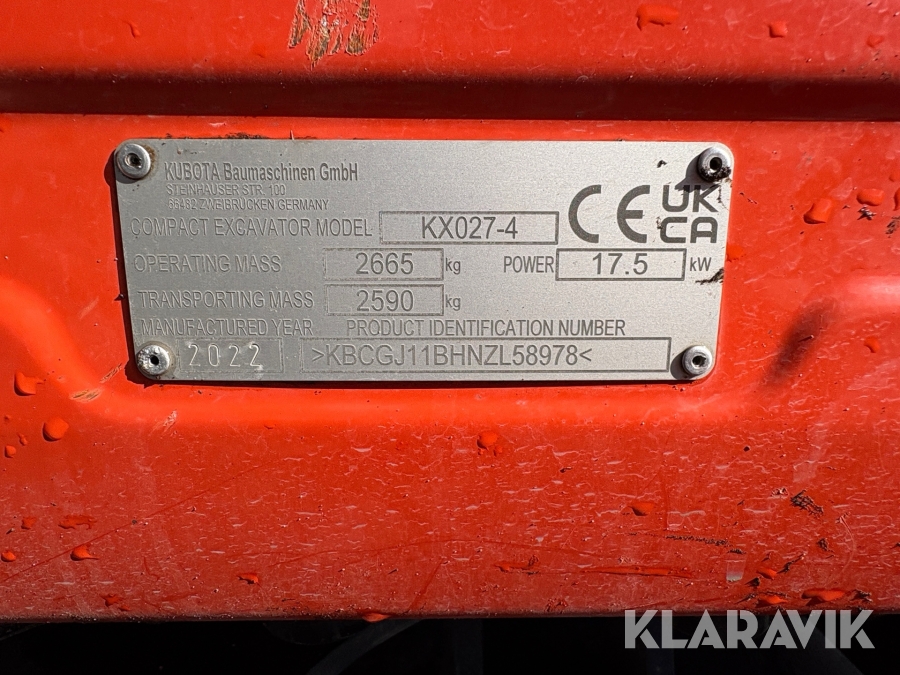 KUBOTA Baumaschinen GmbH
STEINHAUSER STR. 100
66482 ZWEIBRÜCKEN GERMANY
COMPACT EXCAVATOR MODEL KX027-4 CE UK CA
OPERATING MASS 2665 kg POWER 17.5 kW
TRANSPORTING MASS 2590 kg
MANUFACTURED YEAR PRODUCT IDENTIFICATION NUMBER
2022 >KBCGJ11BHNZL58978<
KLARAVIK